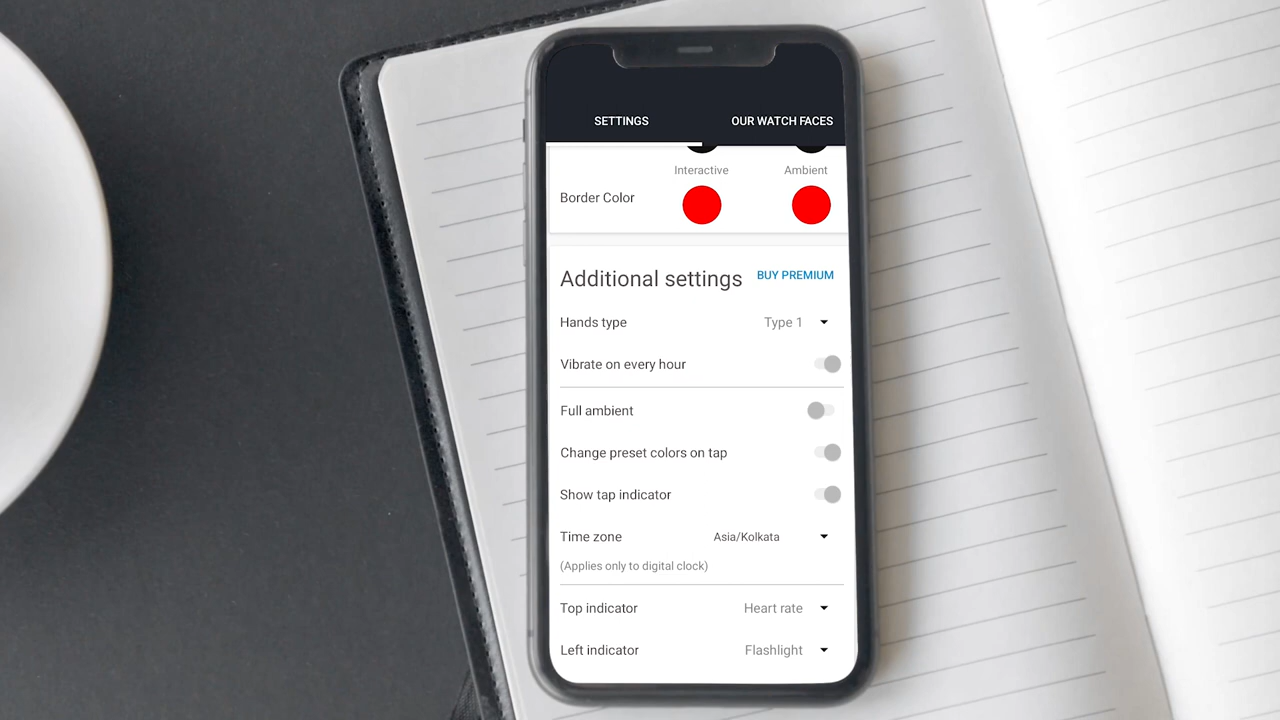 SETTINGS OUR WATCH FACES
Interactive Ambient
Border Color
Additional settings BUY PREMIUM
Hands type Type 1
Vibrate on every hour
Full ambient
Change preset colors on tap
Show tap indicator
Time zone Asia/Kolkata
(Applies only to digital clock)
Top indicator Heart rate
Left indicator Flashlight